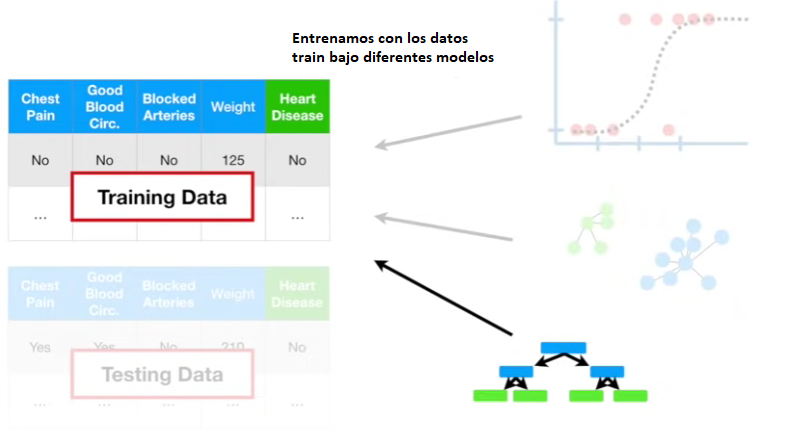 Entrenamos con los datos
train bajo diferentes modelos
Chest Pain Good Blood Circ. Blocked Arteries Weight Heart Disease
No No No 125 No
Training Data
... ...
Chest Pain Good Blood Circ. Blocked Arteries Weight Heart Disease
Yes Yes No 210 No
Testing Data
... ... ... ... ...